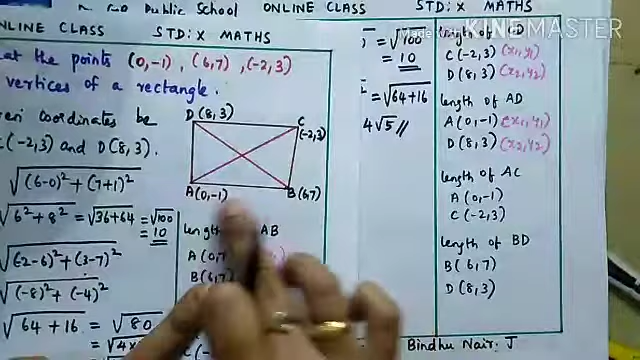 Public School ONLINE CLASS STD: X MATHS
ONLINE CLASS STD: X MATHS
Made with KINEMASTER
at the points (0,-1), (6,7), (-2,3)
vertices of a rectangle.
coordinates be
C(-2,3) and D(8,3).
√(6-0)²+(7+1)²
√6²+8² = √36+64 = √100
= 10
√(-2-6)²+(3-7)²
√(-8)²+(-4)²
√64+16 = √80
D(8,3)
C
(-2,3)
A(0,-1)
B(6,7)
length AB
A(0,
B(6,7)
= √100
= 10
= √64+16
4√5 //
length of
C(-2,3) (x₁,y₁)
D(8,3) (x₂,y₂)
length of AD
A(0,-1) (x₁,y₁)
D(8,3) (x₂,y₂)
length of AC
A(0,-1)
C(-2,3)
length of BD
B(6,7)
D(8,3)
Bindhu Nair. J